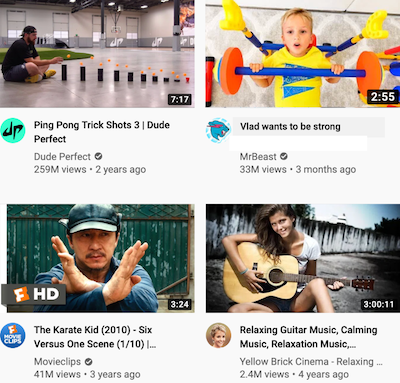 7:17
2:55
Ping Pong Trick Shots 3 | Dude
Perfect
Dude Perfect
259M views • 2 years ago
Vlad wants to be strong
MrBeast
33M views • 3 months ago
HD
3:24
3:00:11
MOVIE
CLIPS
The Karate Kid (2010) - Six
Versus One Scene (1/10) |...
Movieclips
41M views • 3 years ago
Relaxing Guitar Music, Calming
Music, Relaxation Music,...
Yellow Brick Cinema - Relaxing ...
2.4M views • 4 years ago